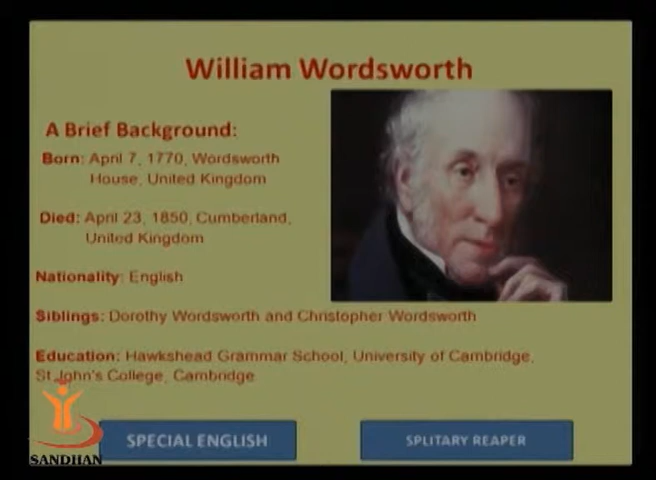 William Wordsworth
A Brief Background:
Born: April 7, 1770, Wordsworth
House, United Kingdom
Died: April 23, 1850, Cumberland,
United Kingdom
Nationality: English
Siblings: Dorothy Wordsworth and Christopher Wordsworth
Education: Hawkshead Grammar School, University of Cambridge,
St John's College, Cambridge
SANDHAN
SPECIAL ENGLISH
SPLITARY REAPER